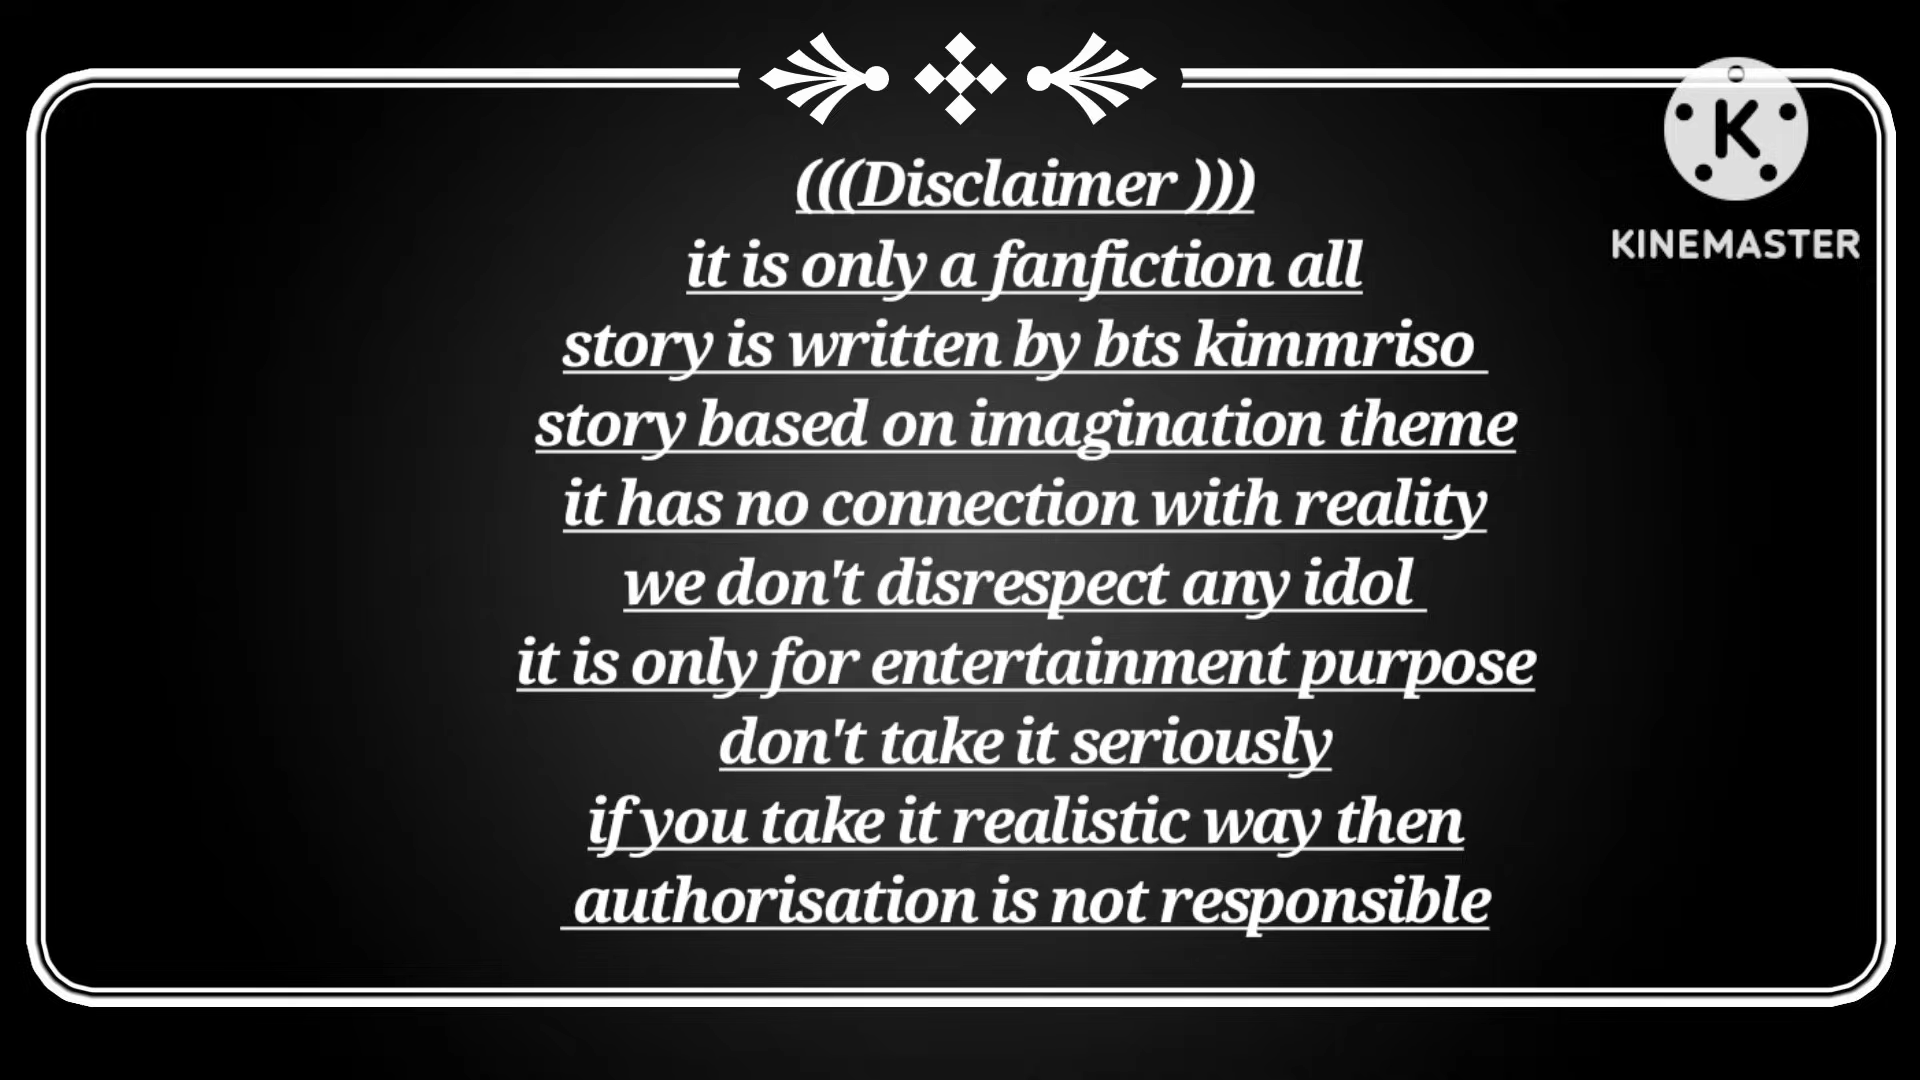 (((Disclaimer )))
it is only a fanfiction all
story is written by bts kimmriso
story based on imagination theme
it has no connection with reality
we don't disrespect any idol
it is only for entertainment purpose
don't take it seriously
if you take it realistic way then
authorisation is not responsible
K
KINEMASTER